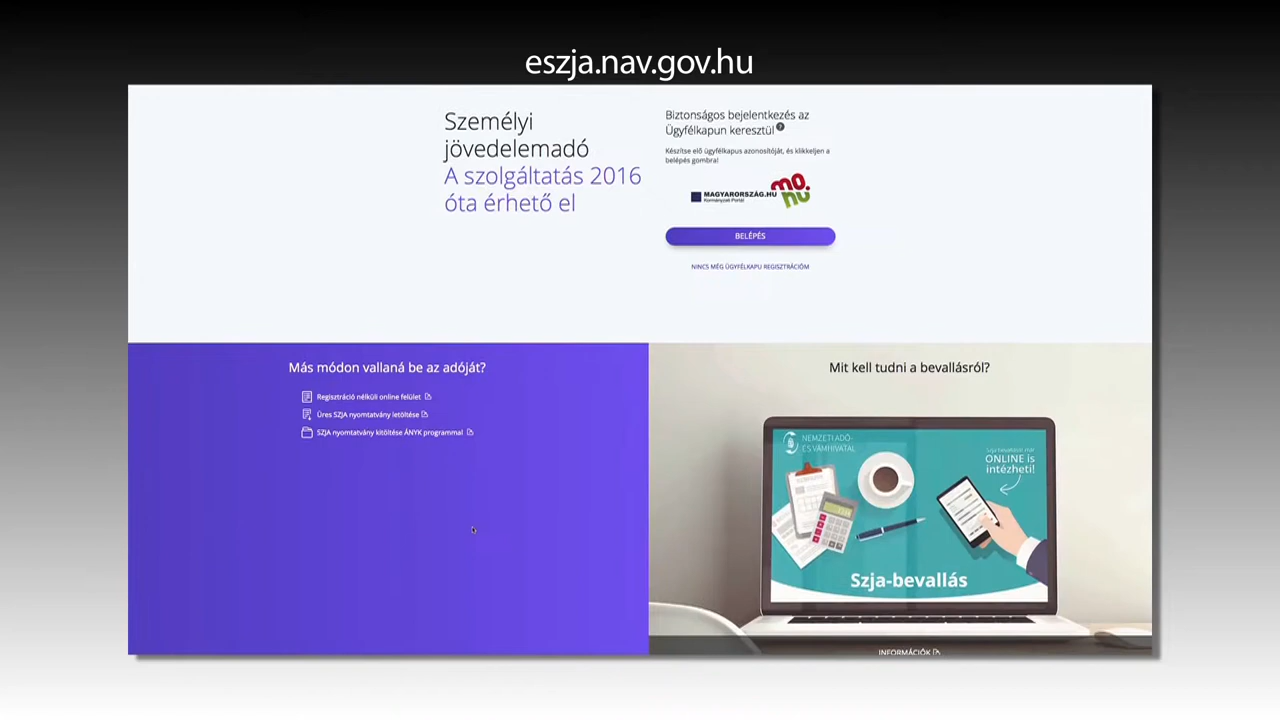 eszja.nav.gov.hu
Személyi
jövedelemadó
A szolgáltatás 2016
óta érhető el
Biztonságos bejelentkezés az
Ügyfélkapun keresztül ?
Készítse elő ügyfélkapus azonosítóját, és klikkeljen a
belépés gombra!
MAGYARORSZÁG.HU
Kormányzati Portál
mo.
hu
BELÉPÉS
NINCS MÉG ÜGYFÉLKAPU REGISZTRÁCIÓM
Más módon vallaná be az adóját?
Regisztráció nélküli online felület
Üres SZJA nyomtatvány letöltése
SZJA nyomtatvány kitöltése ÁNYK programmal
Mit kell tudni a bevallásról?
NEMZETI ADÓ-
ÉS VÁMHIVATAL
Szja bevallását már
ONLINE is
intézheti!
Szja-bevallás
INFORMÁCIÓK